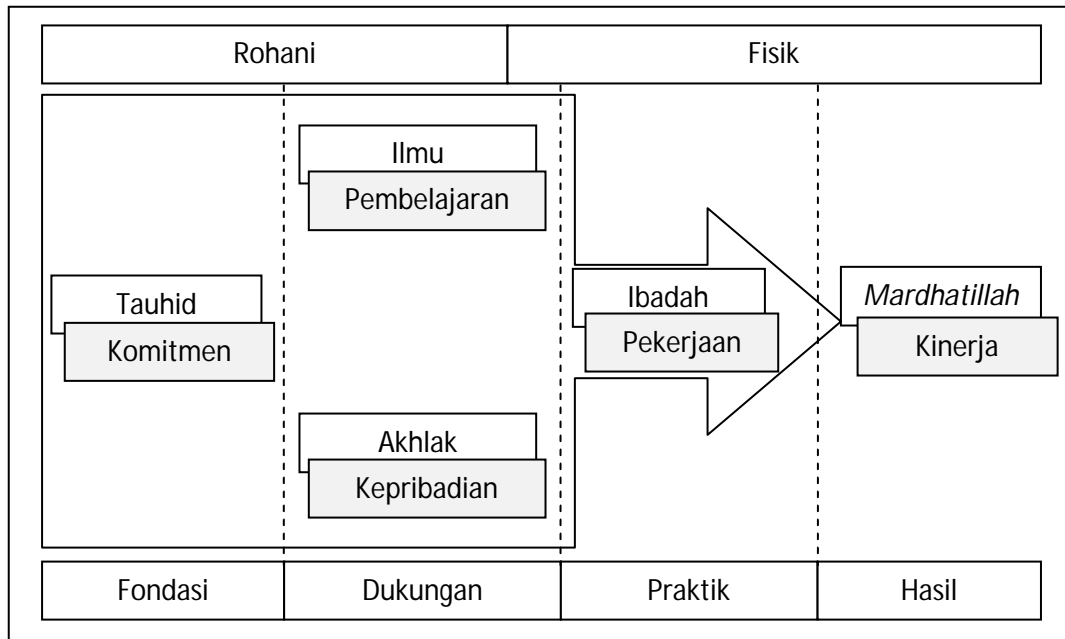 Rohani
Fisik
Ilmu
Pembelajaran
Tauhid
Komitmen
Ibadah
Pekerjaan
Mardhatillah
Kinerja
Akhlak
Kepribadian
Fondasi
Dukungan
Praktik
Hasil